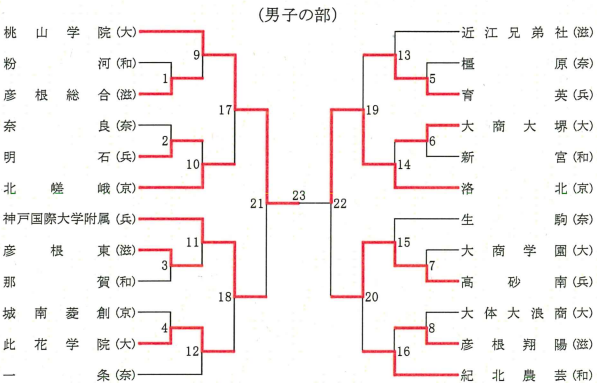 (男子の部)
桃山学院(大)
粉河(和)
彦根総合(滋)
奈良(奈)
明石(兵)
北嵯峨(京)
神戸国際大学附属(兵)
彦根東(滋)
那賀(和)
城南菱創(京)
此花学院(大)
一条(奈)
9
1
17
2
10
21
11
3
18
4
12
23
22
13
5
19
6
14
15
7
20
8
16
近江兄弟社(滋)
橿原(奈)
育英(兵)
大商大堺(大)
新宮(和)
洛北(京)
生駒(奈)
大商学園(大)
高砂南(兵)
大体大浪商(大)
彦根翔陽(滋)
紀北農芸(和)